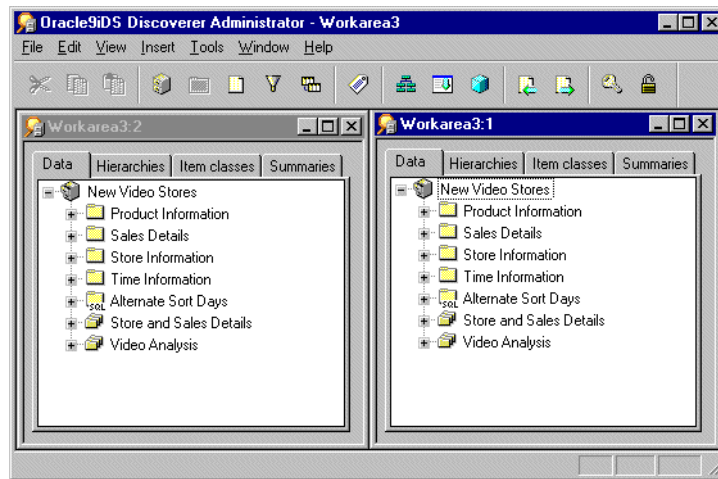 Oracle9iDS Discoverer Administrator - Workarea3
File Edit View Insert Tools Window Help
Workarea3:2
Data Hierarchies Item classes Summaries
New Video Stores
Product Information
Sales Details
Store Information
Time Information
SQL Alternate Sort Days
Store and Sales Details
Video Analysis
Workarea3:1
Data Hierarchies Item classes Summaries
New Video Stores
Product Information
Sales Details
Store Information
Time Information
SQL Alternate Sort Days
Store and Sales Details
Video Analysis